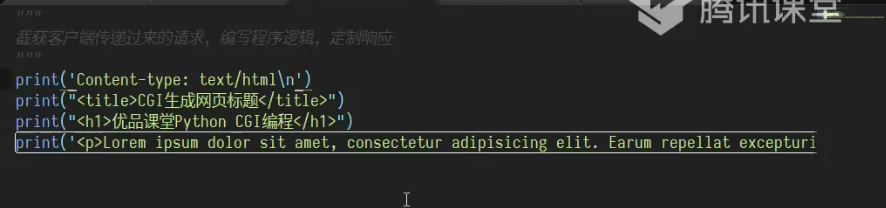 腾讯课堂
"""
截获客户端传递过来的请求，编写程序逻辑，定制响应
"""
print('Content-type: text/html\n')
print("<title>CGI生成网页标题</title>")
print("<h1>优品课堂Python CGI编程</h1>")
print('<p>Lorem ipsum dolor sit amet, consectetur adipisicing elit. Earum repellat excepturi